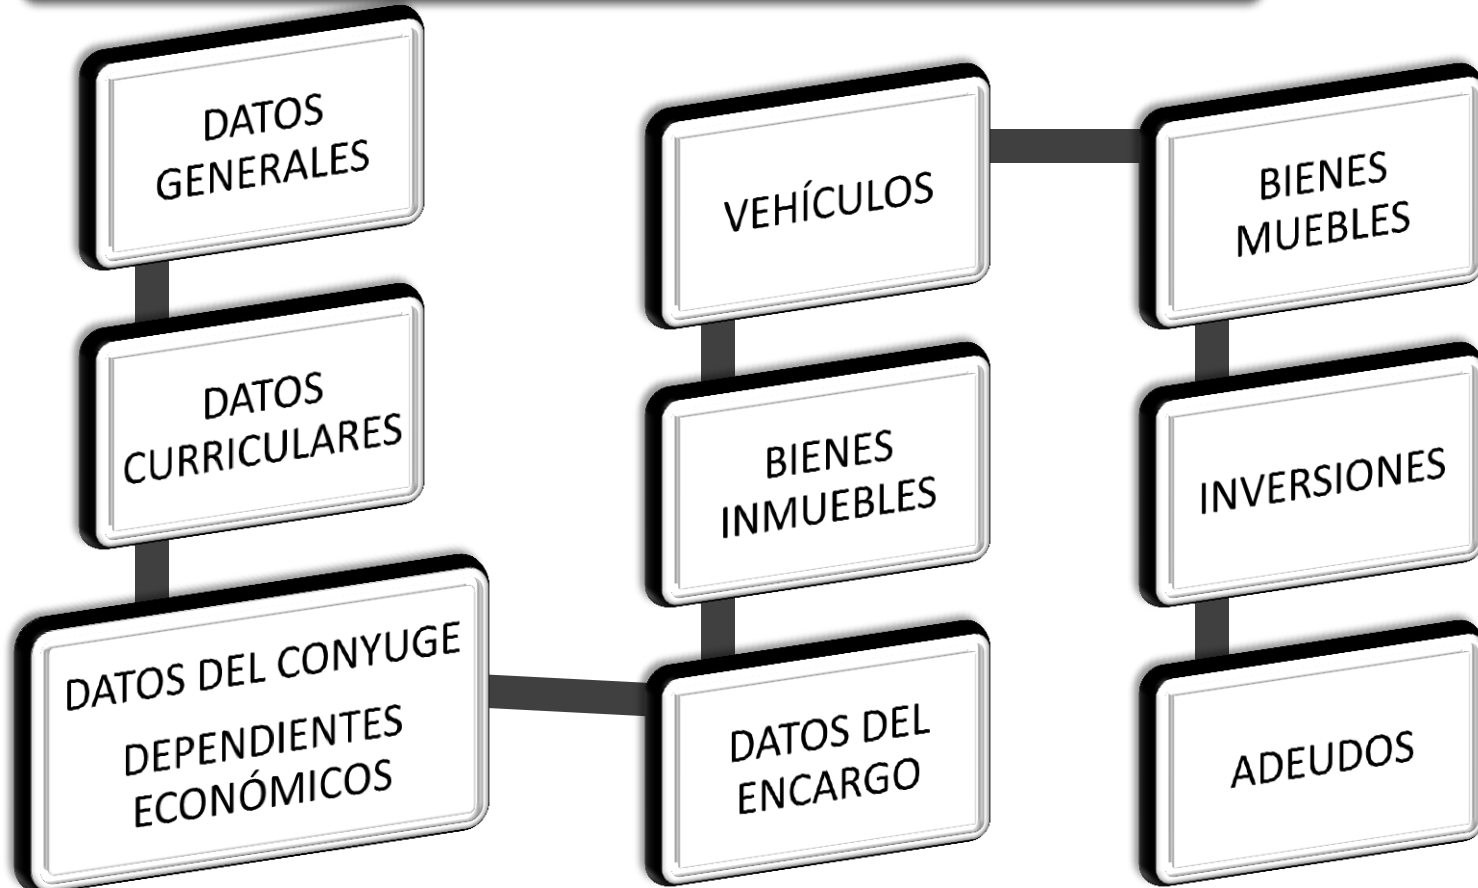 DATOS
GENERALES
DATOS
CURRICULARES
DATOS DEL CONYUGE
DEPENDIENTES
ECONÓMICOS
DATOS DEL
ENCARGO
BIENES
INMUEBLES
VEHÍCULOS
BIENES
MUEBLES
INVERSIONES
ADEUDOS